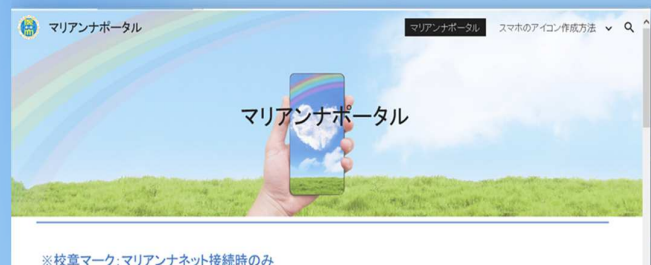 マリアンナポータル
マリアンナポータル スマホのアイコン作成方法
マリアンナポータル
※校章マーク:マリアンナネット接続時のみ